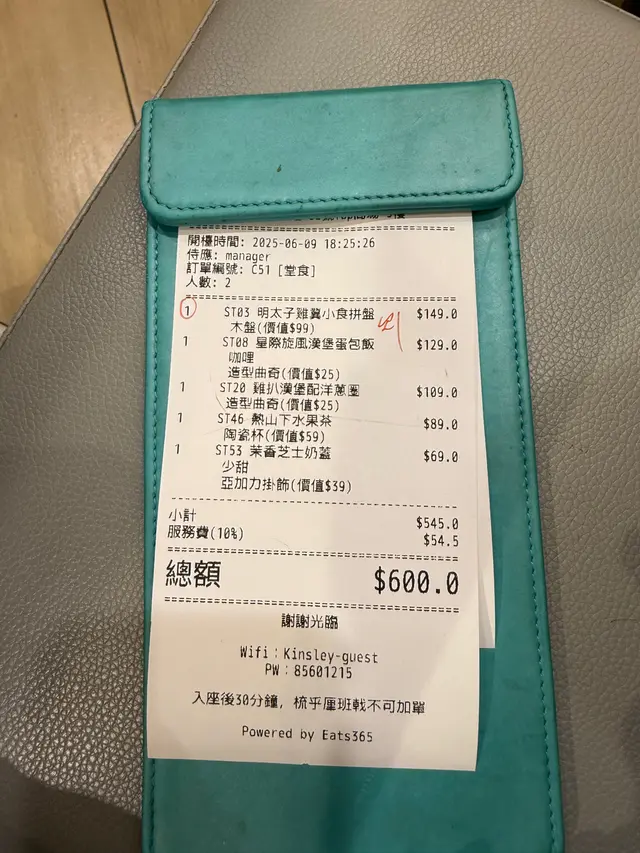 開檯時間: 2025-06-09 18:25:26
侍應: manager
訂單編號: C51 [堂食]
人數: 2
1 ST03 明太子雞翼小食拼盤 $149.0
木盤(價值$99)
1 ST08 星際旋風漢堡蛋包飯 $129.0
咖哩
造型曲奇(價值$25)
1 ST20 雞扒漢堡配洋蔥圈 $109.0
造型曲奇(價值$25)
1 ST46 熱山下水果茶 $89.0
陶瓷杯(價值$59)
1 ST53 茉香芝士奶蓋 $69.0
少甜
亞加力掛飾(價值$39)
小計 $545.0
服務費(10%) $54.5
總額 $600.0
謝謝光臨
Wifi：Kinsley-guest
PW：85601215
入座後30分鐘, 梳乎厘班戟不可加單
Powered by Eats365